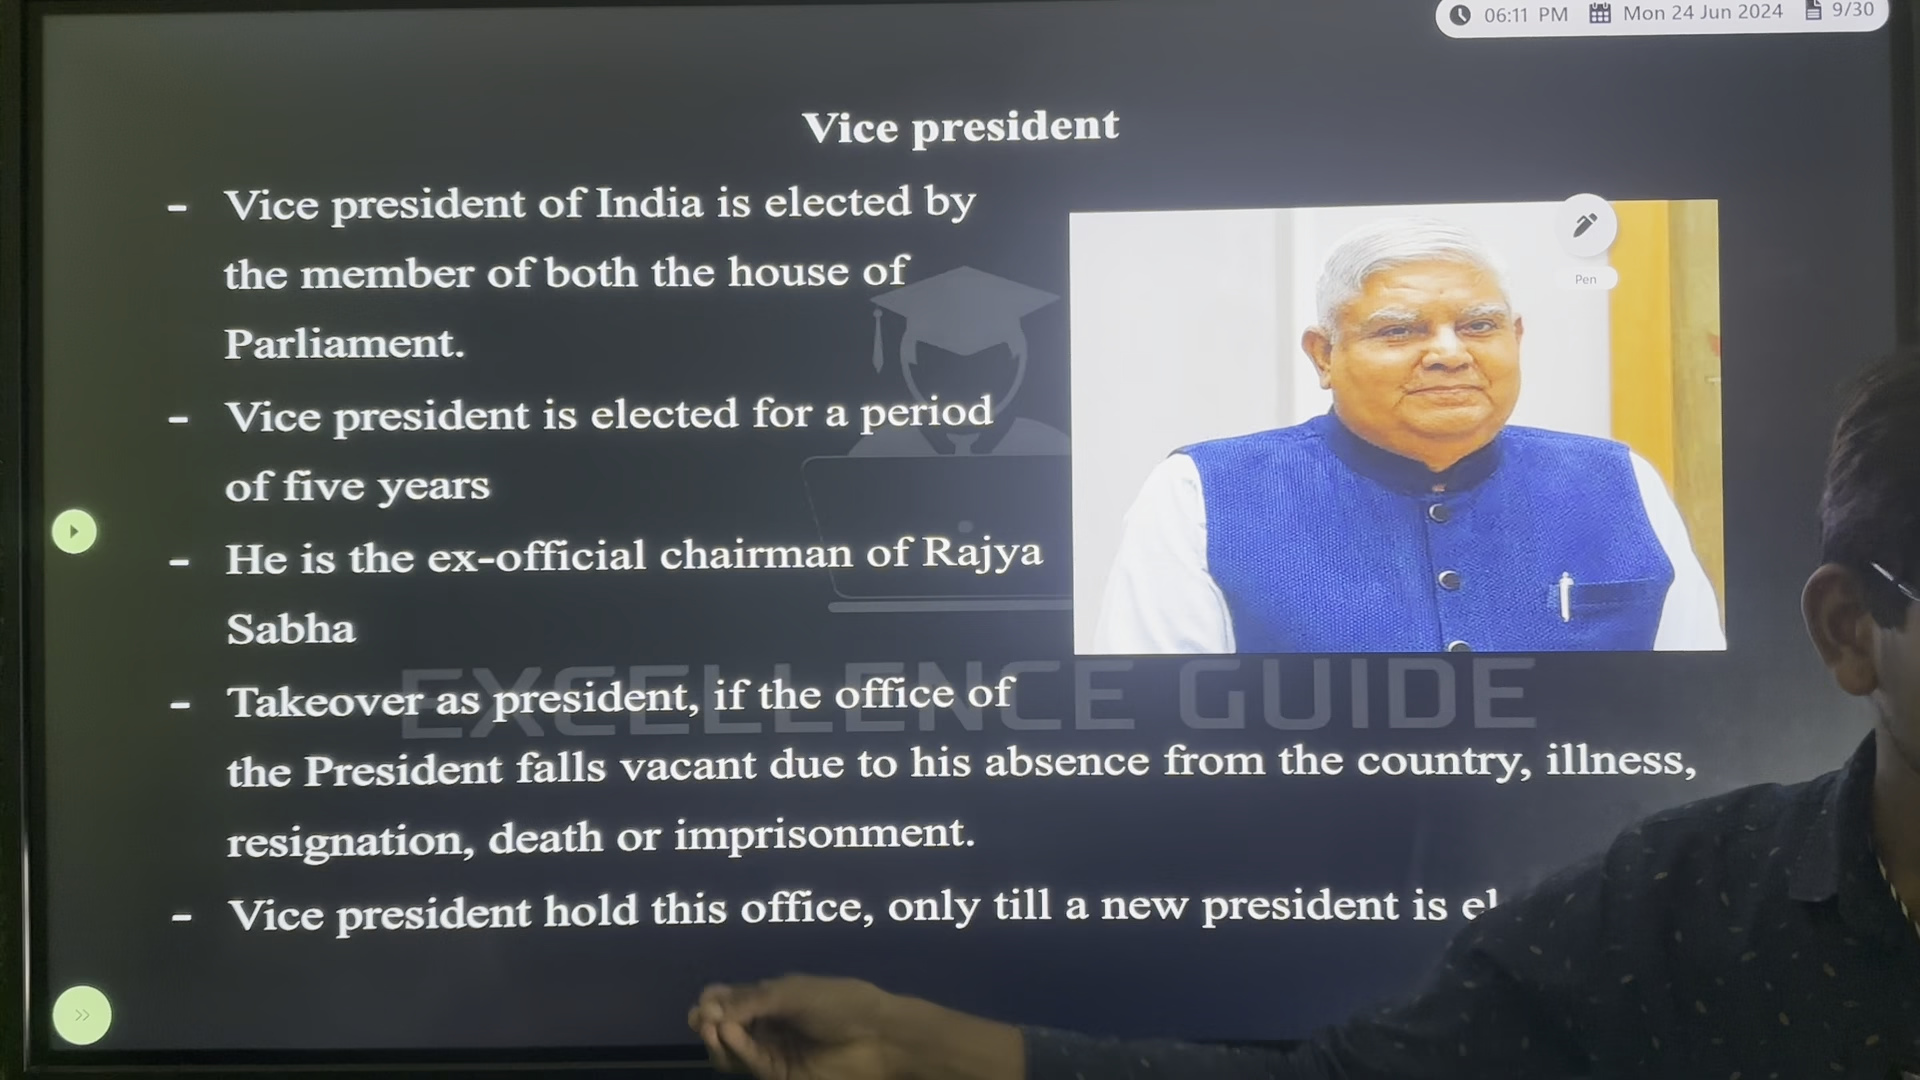 06:11 PM Mon 24 Jun 2024 9/30
Vice president
- Vice president of India is elected by
the member of both the house of
Parliament.
Pen
- Vice president is elected for a period
of five years
- He is the ex-official chairman of Rajya
Sabha
EXCELLENCE GUIDE
- Takeover as president, if the office of
the President falls vacant due to his absence from the country, illness,
resignation, death or imprisonment.
- Vice president hold this office, only till a new president is